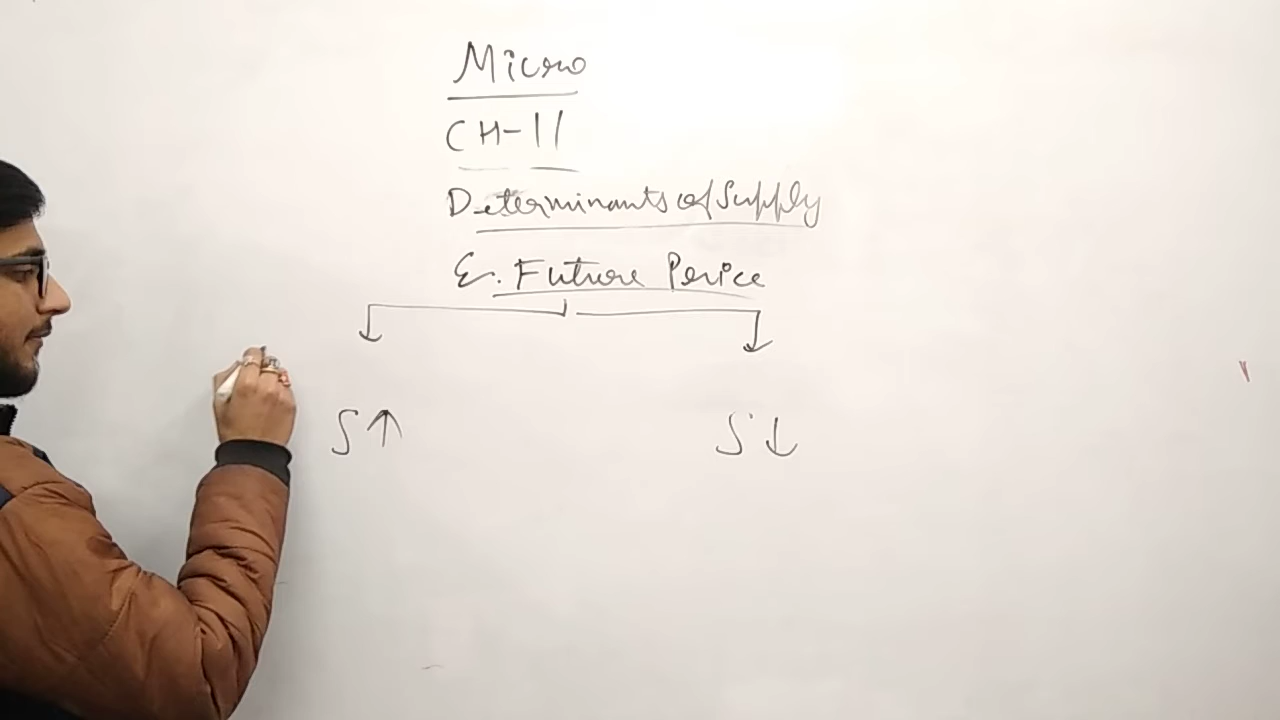 Micro
CH-11
Determinants of Supply
E. Future Price
S↑ S↓